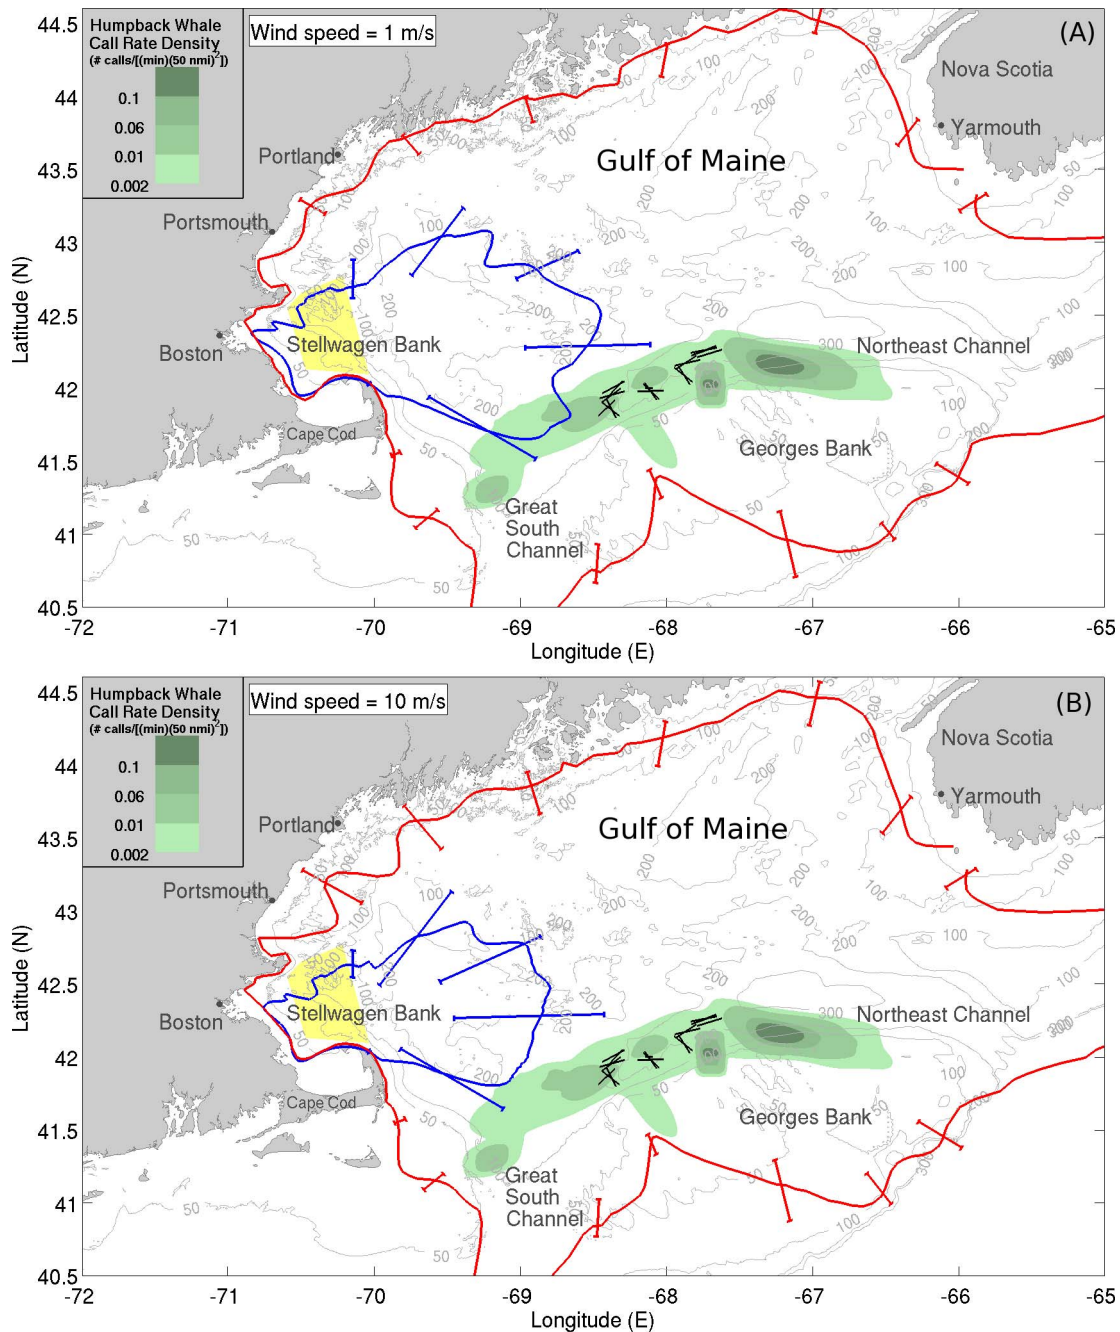 44.5
44
43.5
43
42.5
42
41.5
41
40.5
Latitude (N)
Humpback Whale
Call Rate Density
(# calls/[(min)(50 nmi)²])
0.1
0.06
0.01
0.002
Wind speed = 1 m/s
(A)
Nova Scotia
Yarmouth
Gulf of Maine
Portland
Portsmouth
Boston
Stellwagen Bank
Northeast Channel
Cape Cod
Georges Bank
Great
South
Channel
-72
-71
-70
-69
-68
-67
-66
-65
Longitude (E)
44.5
44
43.5
43
42.5
42
41.5
41
40.5
Latitude (N)
Humpback Whale
Call Rate Density
(# calls/[(min)(50 nmi)²])
0.1
0.06
0.01
0.002
Wind speed = 10 m/s
(B)
Nova Scotia
Yarmouth
Gulf of Maine
Portland
Portsmouth
Boston
Stellwagen Bank
Northeast Channel
Cape Cod
Georges Bank
Great
South
Channel
-72
-71
-70
-69
-68
-67
-66
-65
Longitude (E)